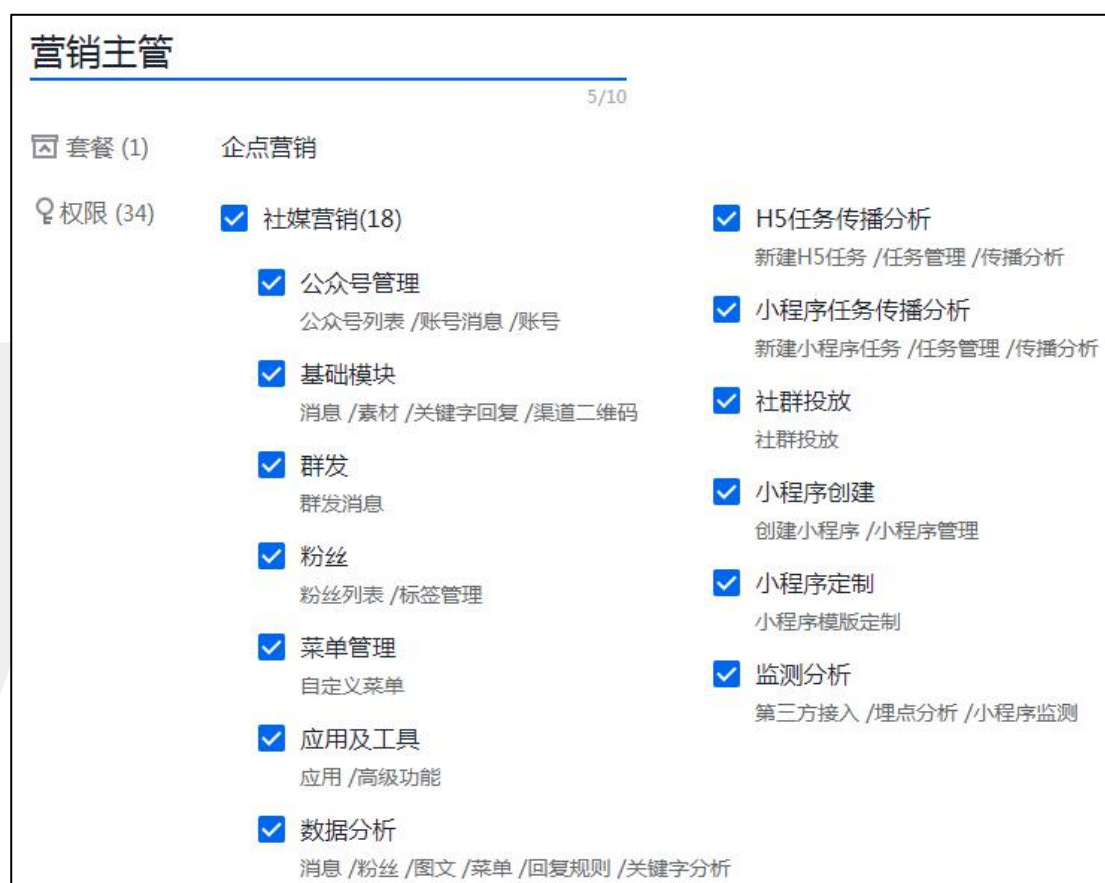 营销主管
5/10
套餐 (1)
企点营销
权限 (34)
社媒营销(18)
公众号管理
公众号列表 /账号消息 /账号
基础模块
消息 /素材 /关键字回复 /渠道二维码
群发
群发消息
粉丝
粉丝列表 /标签管理
菜单管理
自定义菜单
应用及工具
应用 /高级功能
数据分析
消息 /粉丝 /图文 /菜单 /回复规则 /关键字分析
H5任务传播分析
新建H5任务 /任务管理 /传播分析
小程序任务传播分析
新建小程序任务 /任务管理 /传播分析
社群投放
社群投放
小程序创建
创建小程序 /小程序管理
小程序定制
小程序模版定制
监测分析
第三方接入 /埋点分析 /小程序监测